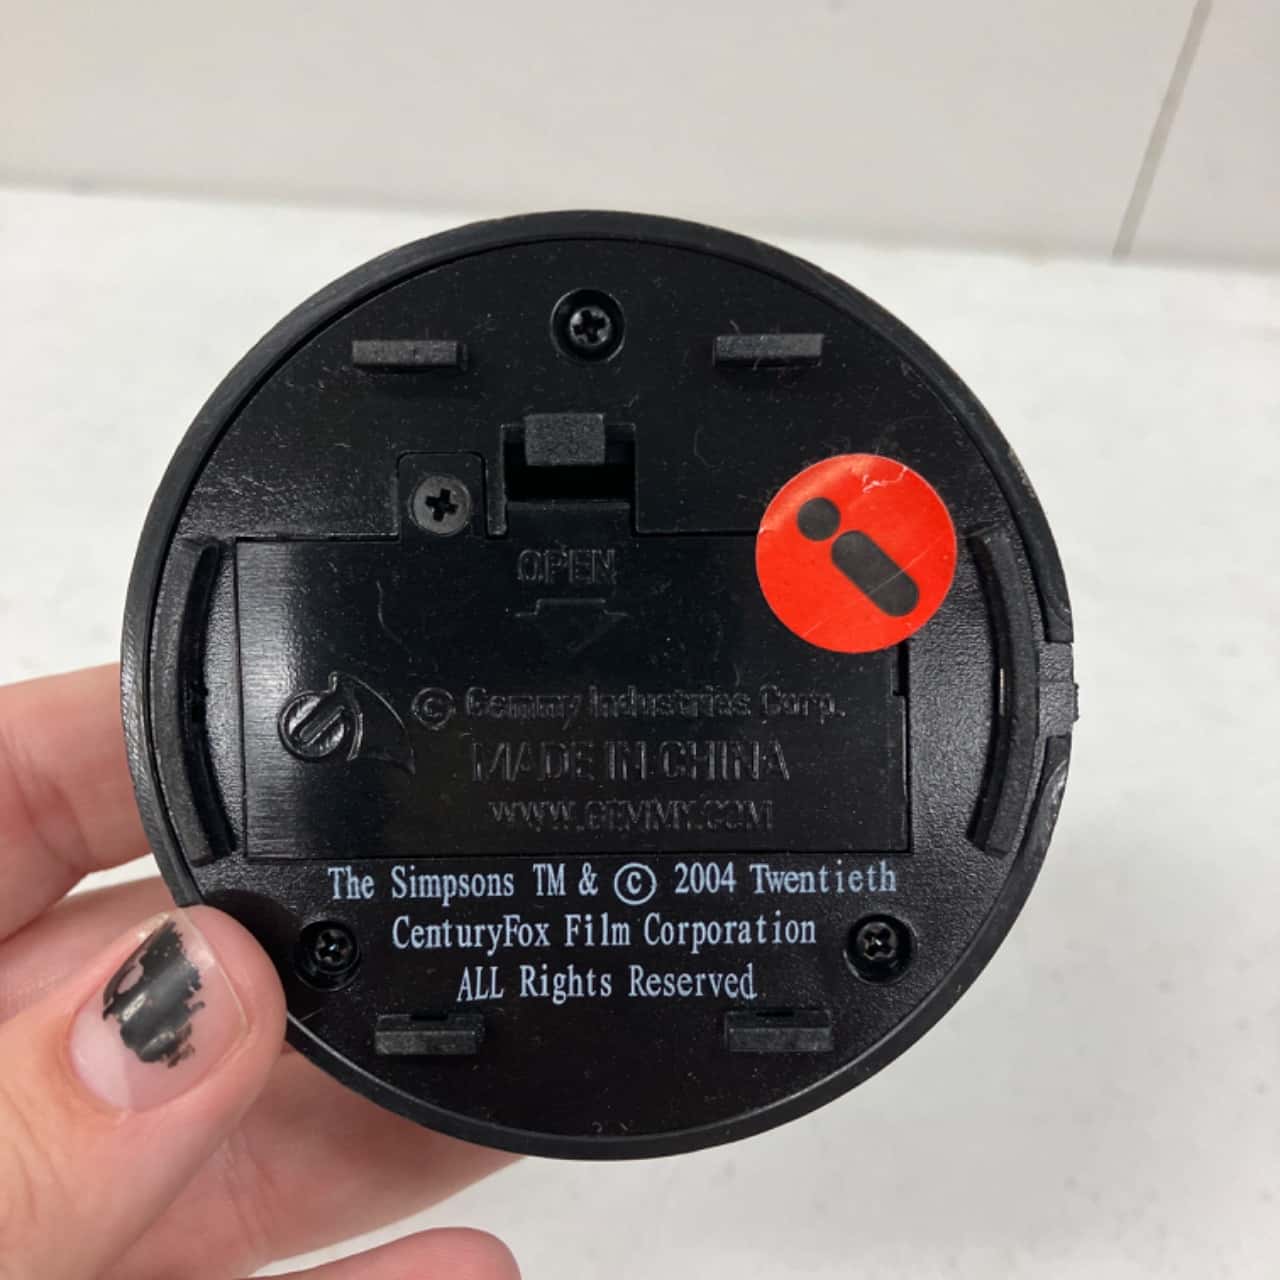 OPEN
© Gemmy Industries Corp.
MADE IN CHINA
WWW.GEMMY.COM
The Simpsons TM & © 2004 Twentieth
CenturyFox Film Corporation
ALL Rights Reserved